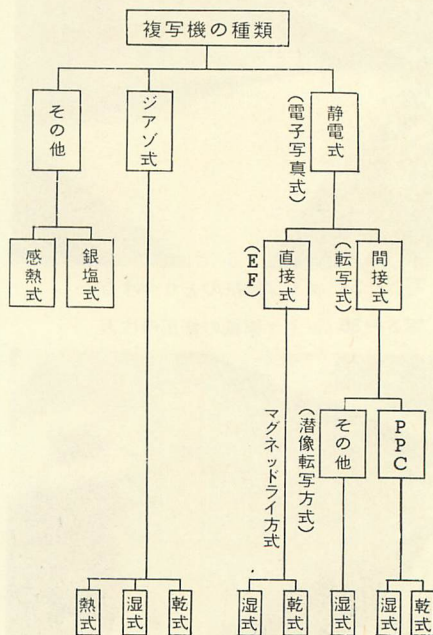 複写機の種類
静電式
(電子写真式)
ジアゾ式
その他
間接式
(転写式)
直接式
(EF)
銀塩式
感熱式
PPC
その他
(潜像転写方式)
マグネッドライ方式
乾式
湿式
湿式
乾式
湿式
乾式
湿式
熱式